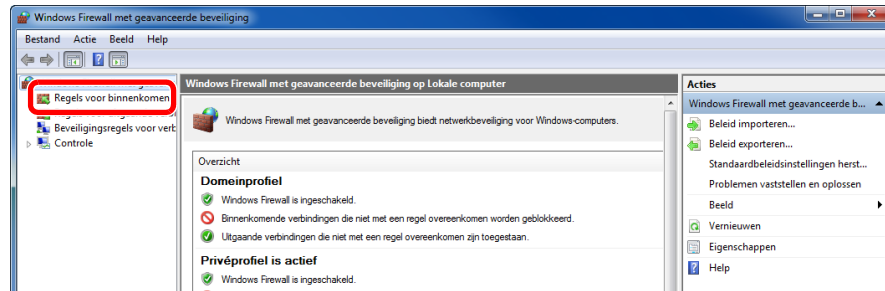 Windows Firewall met geavanceerde beveiliging
Bestand Actie Beeld Help
Regels voor binnenkomen
Beveiligingsregels voor verb
Controle
Windows Firewall met geavanceerde beveiliging op Lokale computer
Windows Firewall met geavanceerde beveiliging biedt netwerkbeveiliging voor Windows-computers.
Overzicht
Domeinprofiel
Windows Firewall is ingeschakeld.
Binnenkomende verbindingen die niet met een regel overeenkomen worden geblokkeerd.
Uitgaande verbindingen die niet met een regel overeenkomen zijn toegestaan.
Privéprofiel is actief
Windows Firewall is ingeschakeld.
Acties
Windows Firewall met geavanceerde b...
Beleid importeren...
Beleid exporteren...
Standaardbeleidsinstellingen herst...
Problemen vaststellen en oplossen
Beeld
Vernieuwen
Eigenschappen
Help